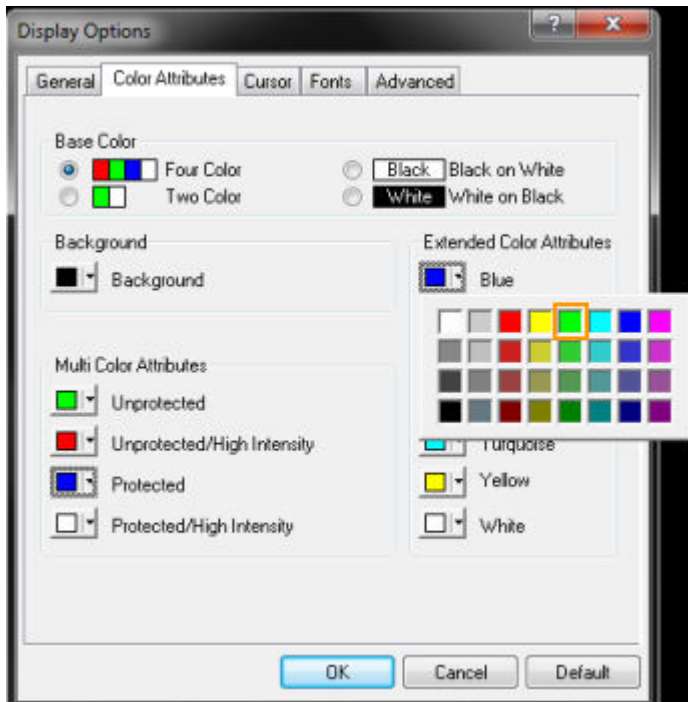 Display Options
?
X
General Color Attributes Cursor Fonts Advanced
Base Color
Four Color
Black Black on White
Two Color
White White on Black
Background
Background
Extended Color Attributes
Blue
Multi Color Attributes
Unprotected
Unprotected/High Intensity
Turquoise
Protected
Yellow
Protected/High Intensity
White
OK Cancel Default